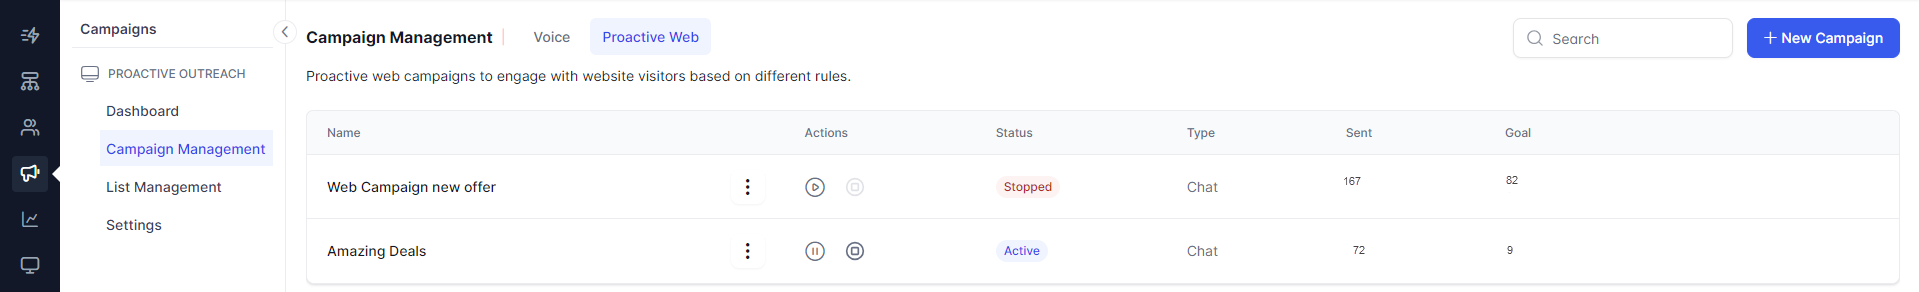 Campaigns
PROACTIVE OUTREACH
Dashboard
Campaign Management
List Management
Settings
Campaign Management Voice Proactive Web Search New Campaign
Proactive web campaigns to engage with website visitors based on different rules.
Name Actions Status Type Sent Goal
Web Campaign new offer Stopped Chat 167 82
Amazing Deals Active Chat 72 9